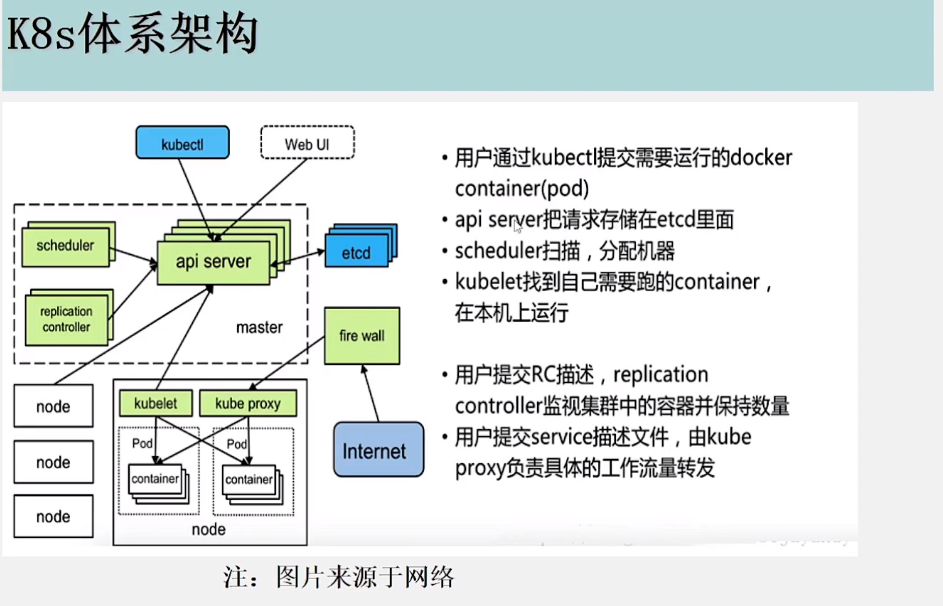 K8s体系架构
kubectl
Web UI
scheduler
api server
etcd
replication
controller
master
fire wall
node
node
node
kubelet
kube proxy
Pod
Pod
container
container
node
Internet
• 用户通过kubectl提交需要运行的docker
container(pod)
• api server把请求存储在etcd里面
• scheduler扫描，分配机器
• kubelet找到自己需要跑的container，
在本机上运行
• 用户提交RC描述，replication
controller监视集群中的容器并保持数量
• 用户提交service描述文件，由kube
proxy负责具体的工作流量转发
注：图片来源于网络